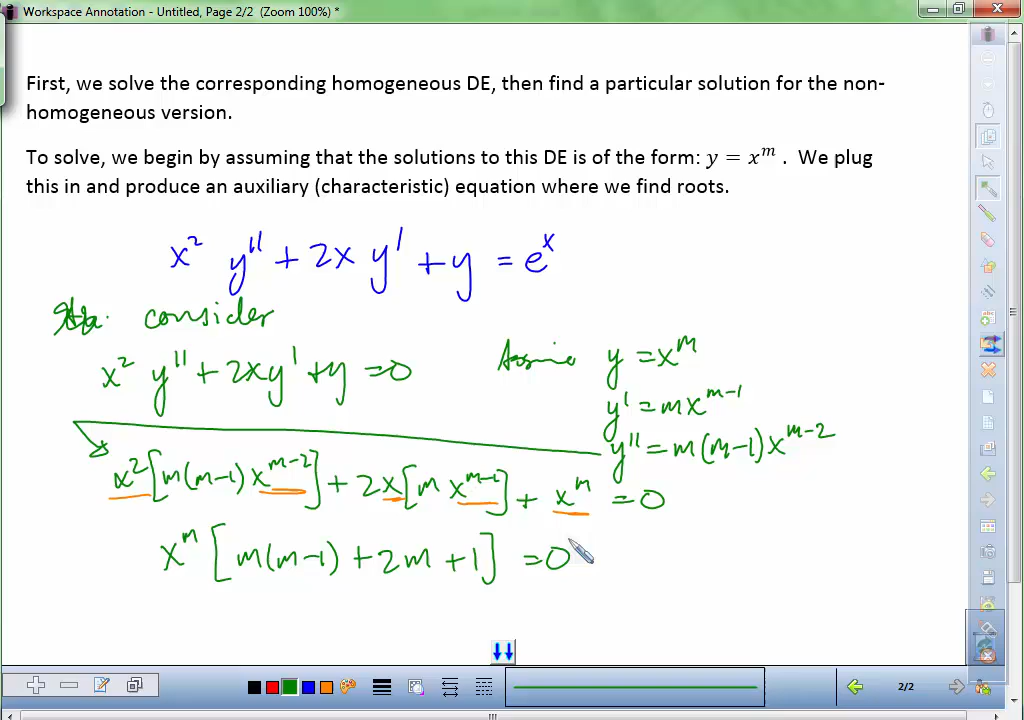 Workspace Annotation - Untitled, Page 2/2 (Zoom 100%) *
First, we solve the corresponding homogeneous DE, then find a particular solution for the non-
homogeneous version.
To solve, we begin by assuming that the solutions to this DE is of the form: y = x^m . We plug
this in and produce an auxiliary (characteristic) equation where we find roots.
x² y'' + 2x y' + y = e^x
consider
x² y'' + 2xy' + y = 0
Assume y = x^m
y' = mx^(m-1)
y'' = m(m-1)x^(m-2)
x²[m(m-1)x^(m-2)] + 2x[m x^(m-1)] + x^m = 0
x^m [m(m-1) + 2m + 1] = 0
2/2